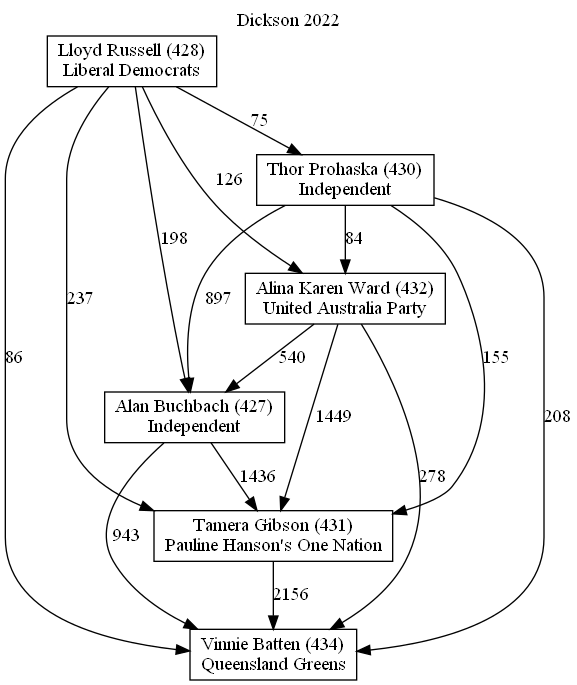 Dickson 2022
Lloyd Russell (428)
Liberal Democrats
75
Thor Prohaska (430)
Independent
126
198
84
237
897
Alina Karen Ward (432)
United Australia Party
86
540
155
Alan Buchbach (427)
Independent
1449
208
1436
278
Tamera Gibson (431)
Pauline Hanson's One Nation
943
2156
Vinnie Batten (434)
Queensland Greens